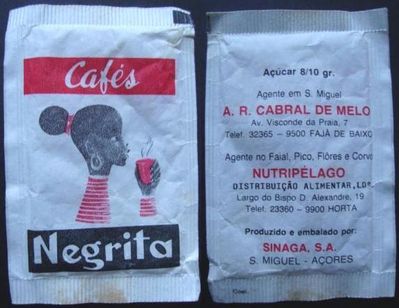 Cafés
Negrita
Açúcar 8/10 gr.
Agente em S. Miguel
A. R. CABRAL DE MELO
Av. Visconde da Praia, 7
Telef. 32365 - 9500 FAJÃ DE BAIXO
Agente no Faial, Pico, Flôres e Corvo
NUTRIPÉLAGO
DISTRIBUIÇÃO ALIMENTAR, LDA
Largo do Bispo D. Alexandre, 19
Telef. 23360 - 9900 HORTA
Produzido e embalado por:
SINAGA, S.A.
S. MIGUEL - AÇORES